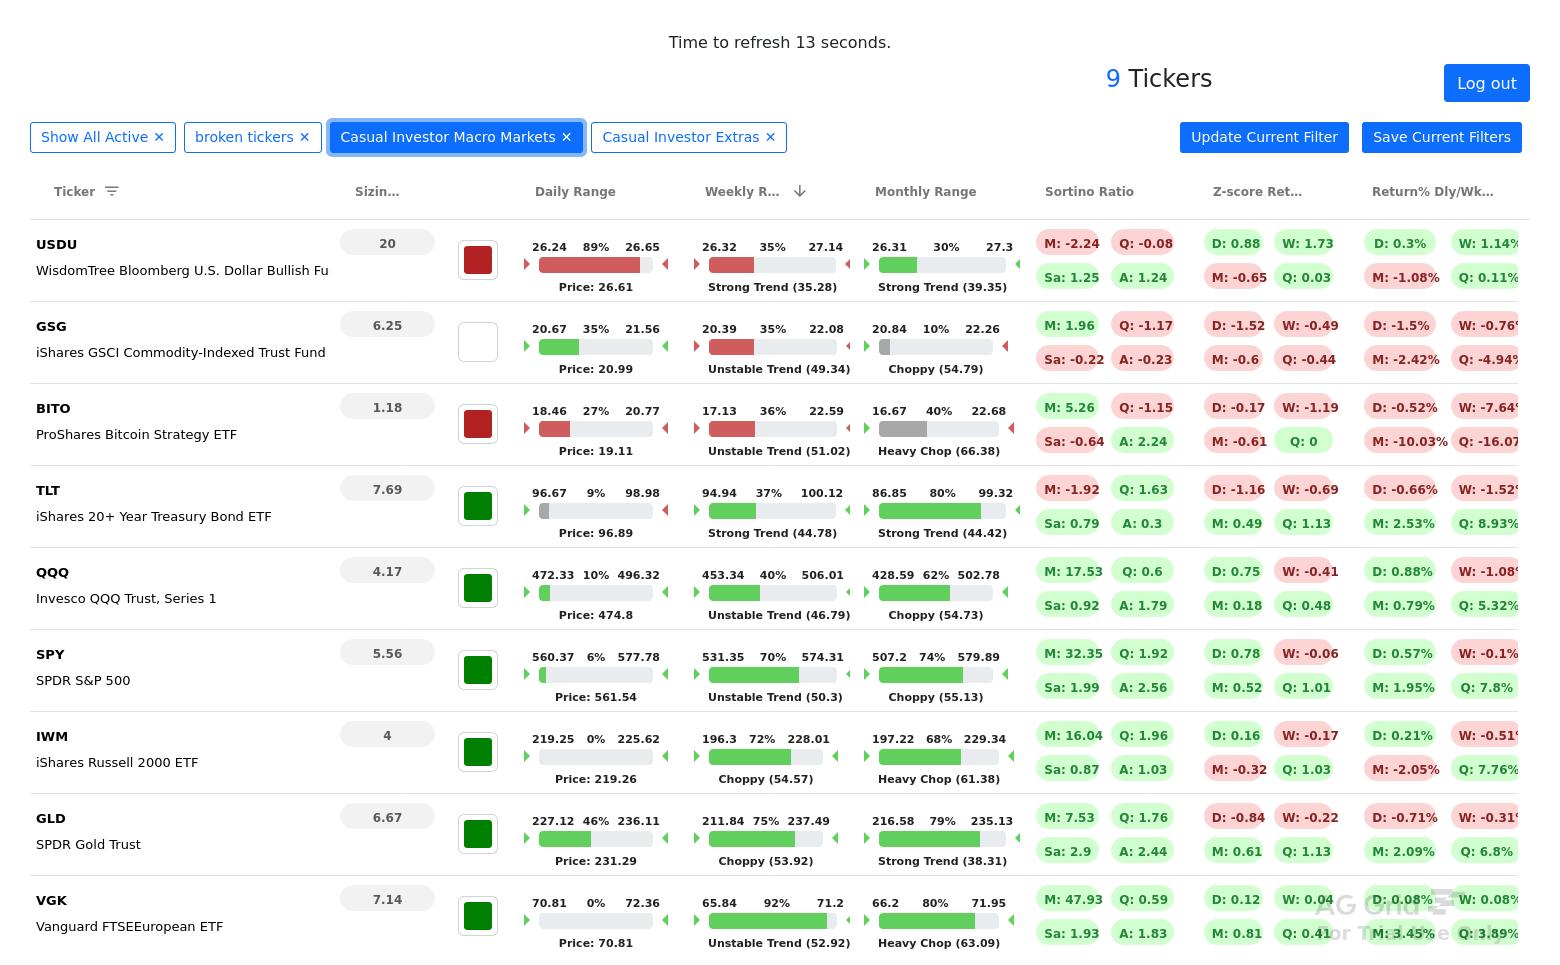 Time to refresh 13 seconds.
9 Tickers
Log out
Show All Active ✕ broken tickers ✕ Casual Investor Macro Markets ✕ Casual Investor Extras ✕ Update Current Filter Save Current Filters
Ticker Sizin... Daily Range Weekly R... Monthly Range Sortino Ratio Z-score Ret... Return% Dly/Wk...
USDU 20 26.24 89% 26.65 26.32 35% 27.14 26.31 30% 27.3 M: -2.24 Q: -0.08 D: 0.88 W: 1.73 D: 0.3% W: 1.14%
WisdomTree Bloomberg U.S. Dollar Bullish Fu Price: 26.61 Strong Trend (35.28) Strong Trend (39.35) Sa: 1.25 A: 1.24 M: -0.65 Q: 0.03 M: -1.08% Q: 0.11%
GSG 6.25 20.67 35% 21.56 20.39 35% 22.08 20.84 10% 22.26 M: 1.96 Q: -1.17 D: -1.52 W: -0.49 D: -1.5% W: -0.76%
iShares GSCI Commodity-Indexed Trust Fund Price: 20.99 Unstable Trend (49.34) Choppy (54.79) Sa: -0.22 A: -0.23 M: -0.6 Q: -0.44 M: -2.42% Q: -4.94%
BITO 1.18 18.46 27% 20.77 17.13 36% 22.59 16.67 40% 22.68 M: 5.26 Q: -1.15 D: -0.17 W: -1.19 D: -0.52% W: -7.64%
ProShares Bitcoin Strategy ETF Price: 19.11 Unstable Trend (51.02) Heavy Chop (66.38) Sa: -0.64 A: 2.24 M: -0.61 Q: 0 M: -10.03% Q: -16.07
TLT 7.69 96.67 9% 98.98 94.94 37% 100.12 86.85 80% 99.32 M: -1.92 Q: 1.63 D: -1.16 W: -0.69 D: -0.66% W: -1.52%
iShares 20+ Year Treasury Bond ETF Price: 96.89 Strong Trend (44.78) Strong Trend (44.42) Sa: 0.79 A: 0.3 M: 0.49 Q: 1.13 M: 2.53% Q: 8.93%
QQQ 4.17 472.33 10% 496.32 453.34 40% 506.01 428.59 62% 502.78 M: 17.53 Q: 0.6 D: 0.75 W: -0.41 D: 0.88% W: -1.08%
Invesco QQQ Trust, Series 1 Price: 474.8 Unstable Trend (46.79) Choppy (54.73) Sa: 0.92 A: 1.79 M: 0.18 Q: 0.48 M: 0.79% Q: 5.32%
SPY 5.56 560.37 6% 577.78 531.35 70% 574.31 507.2 74% 579.89 M: 32.35 Q: 1.92 D: 0.78 W: -0.06 D: 0.57% W: -0.1%
SPDR S&P 500 Price: 561.54 Unstable Trend (50.3) Choppy (55.13) Sa: 1.99 A: 2.56 M: 0.52 Q: 1.01 M: 1.95% Q: 7.8%
IWM 4 219.25 0% 225.62 196.3 72% 228.01 197.22 68% 229.34 M: 16.04 Q: 1.96 D: 0.16 W: -0.17 D: 0.21% W: -0.51%
iShares Russell 2000 ETF Price: 219.26 Choppy (54.57) Heavy Chop (61.38) Sa: 0.87 A: 1.03 M: -0.32 Q: 1.03 M: -2.05% Q: 7.76%
GLD 6.67 227.12 46% 236.11 211.84 75% 237.49 216.58 79% 235.13 M: 7.53 Q: 1.76 D: -0.84 W: -0.22 D: -0.71% W: -0.31%
SPDR Gold Trust Price: 231.29 Choppy (53.92) Strong Trend (38.31) Sa: 2.9 A: 2.44 M: 0.61 Q: 1.13 M: 2.09% Q: 6.8%
VGK 7.14 70.81 0% 72.36 65.84 92% 71.2 66.2 80% 71.95 M: 47.93 Q: 0.59 D: 0.12 W: 0.04 D: 0.08% W: 0.08%
Vanguard FTSEEuropean ETF Price: 70.81 Unstable Trend (52.92) Heavy Chop (63.09) Sa: 1.93 A: 1.83 M: 0.81 Q: 0.41 M: 3.45% Q: 3.89%
AG Grid
For Trial Use Only